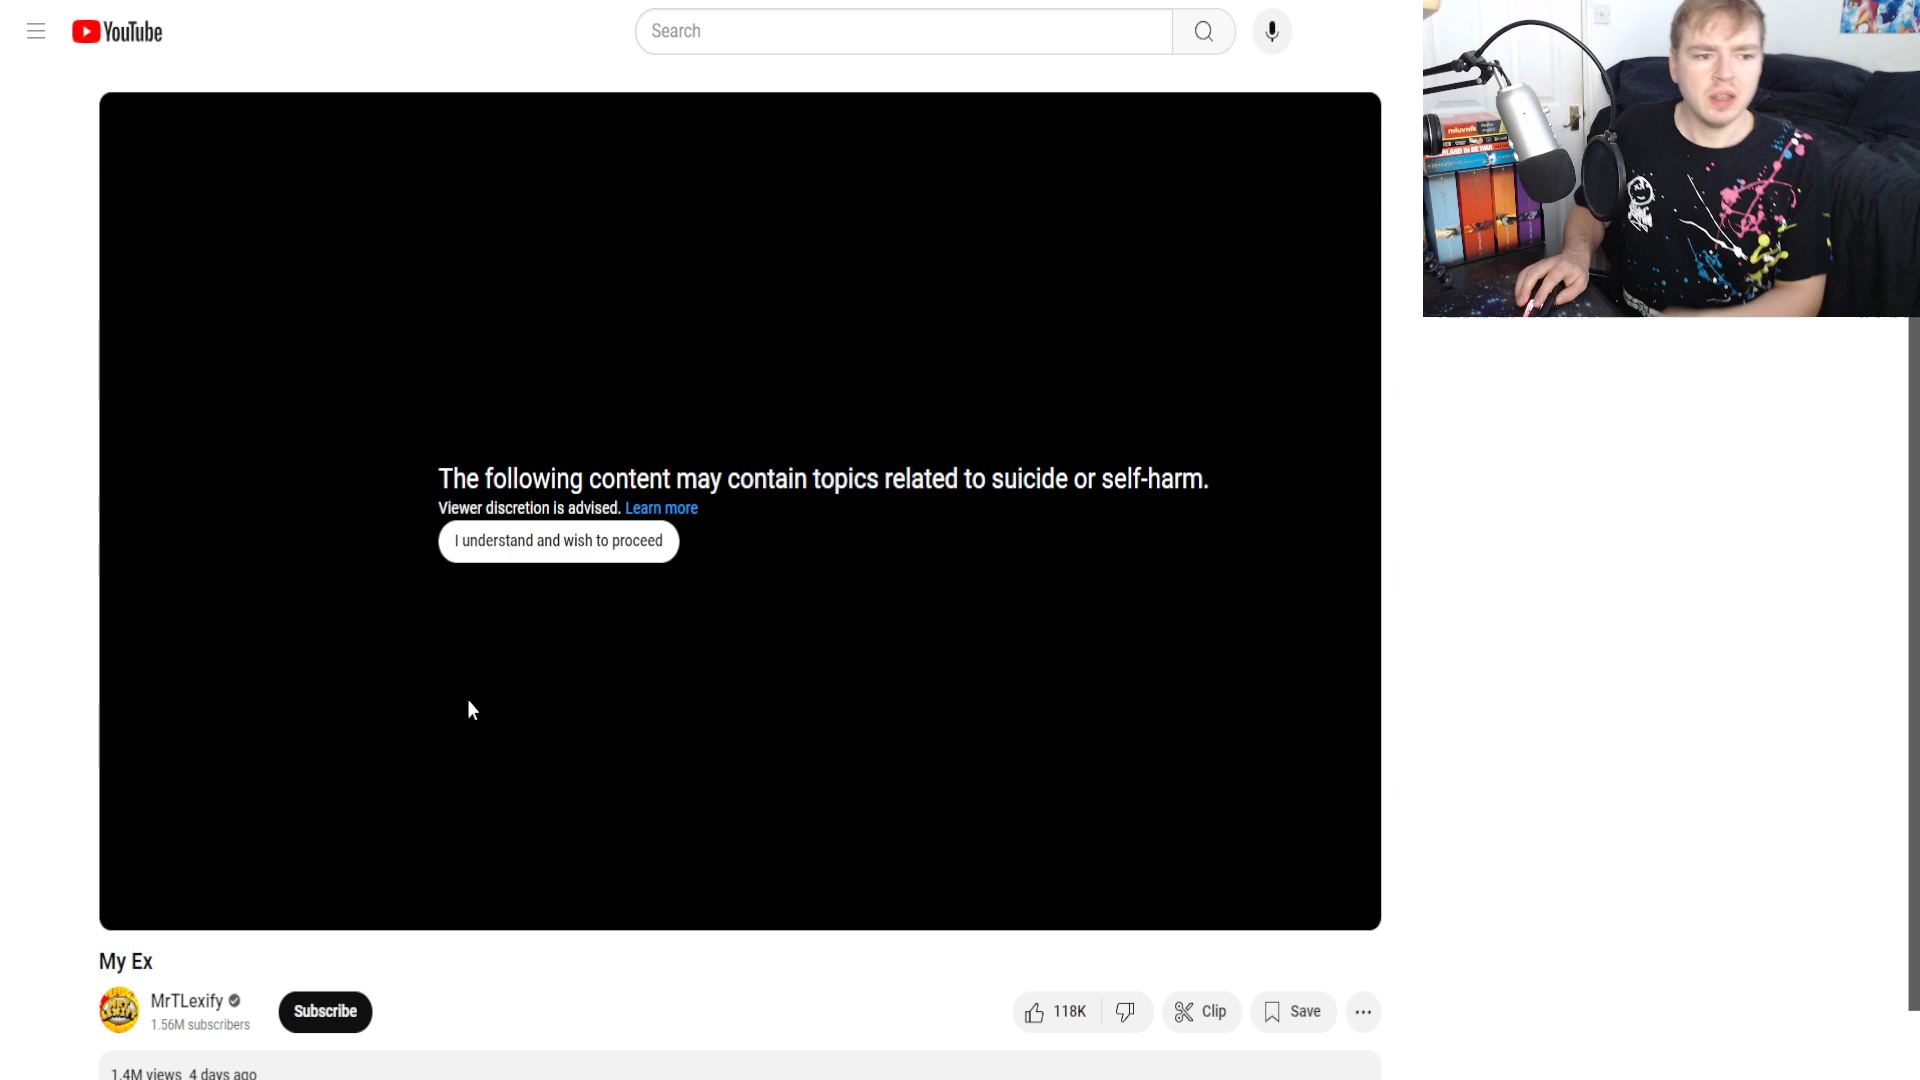 YouTube
Search
The following content may contain topics related to suicide or self-harm.
Viewer discretion is advised. Learn more
I understand and wish to proceed
My Ex
MrTLexify
1.56M subscribers
Subscribe
118K
Clip
Save
1.4M views 4 days ago
mluvník